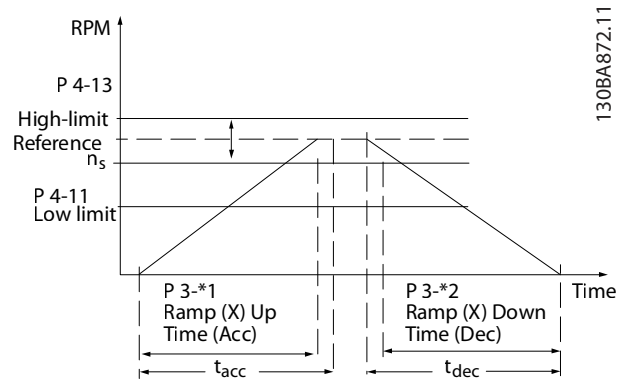 RPM
P 4-13
High-limit
Reference
ns
P 4-11
Low limit
P 3-*1
Ramp (X) Up
Time (Acc)
P 3-*2
Ramp (X) Down
Time (Dec)
Time
tacc
tdec
130BA872.11